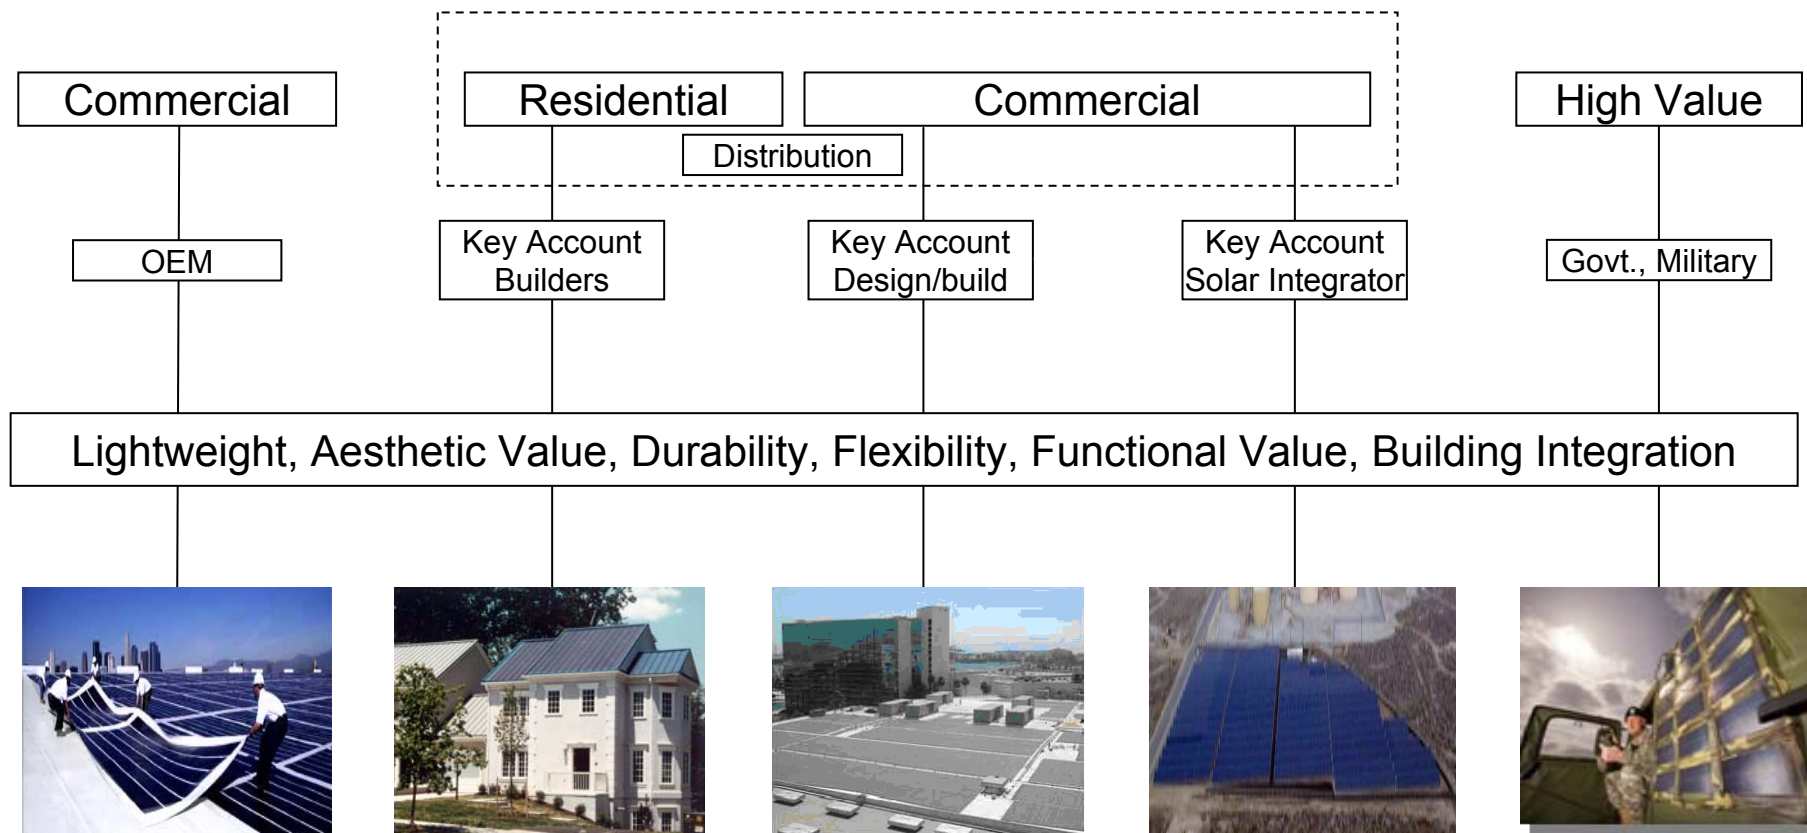 Commercial
Residential
Commercial
High Value
Distribution
OEM
Key Account
Builders
Key Account
Design/build
Key Account
Solar Integrator
Govt., Military
Lightweight, Aesthetic Value, Durability, Flexibility, Functional Value, Building Integration